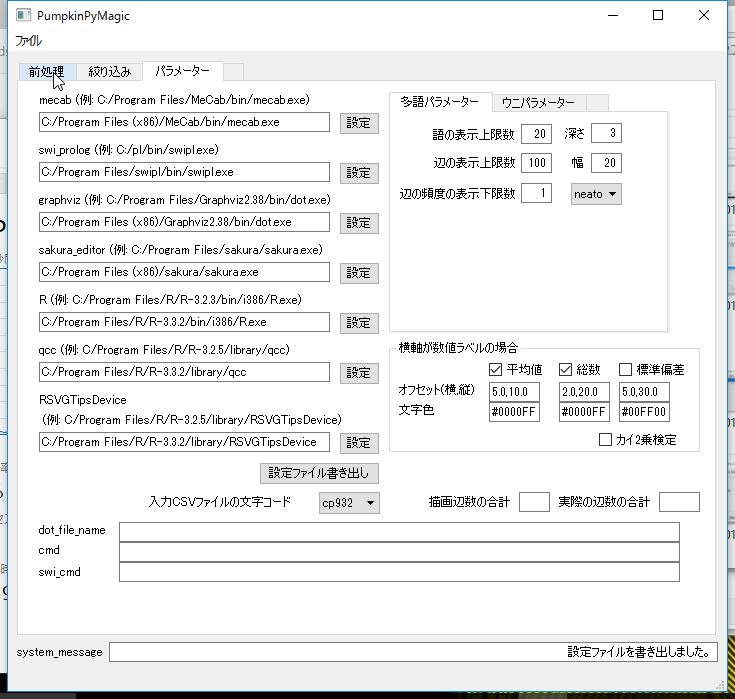 PumpkinPyMagic
ファイル
前処理 絞り込み パラメーター
mecab (例: C:/Program Files/MeCab/bin/mecab.exe)
C:/Program Files (x86)/MeCab/bin/mecab.exe 設定
swi_prolog (例: C:/pl/bin/swipl.exe)
C:/Program Files/swipl/bin/swipl.exe 設定
graphviz (例: C:/Program Files/Graphviz2.38/bin/dot.exe)
C:/Program Files (x86)/Graphviz2.38/bin/dot.exe 設定
sakura_editor (例: C:/Program Files/sakura/sakura.exe)
C:/Program Files (x86)/sakura/sakura.exe 設定
R (例: C:/Program Files/R/R-3.2.3/bin/i386/R.exe)
C:/Program Files/R/R-3.3.2/bin/i386/R.exe 設定
qcc (例: C/Program Files/R/R-3.2.5/library/qcc)
C:/Program Files/R/R-3.3.2/library/qcc 設定
RSVGTipsDevice
(例: C:/Program Files/R/R-3.2.5/library/RSVGTipsDevice)
C:/Program Files/R/R-3.3.2/library/RSVGTipsDevice 設定
設定ファイル書き出し
多語パラメーター ウニパラメーター
語の表示上限数 20 深さ 3
辺の表示上限数 100 幅 20
辺の頻度の表示下限数 1 neato
横軸が数値ラベルの場合
平均値 総数 標準偏差
オフセット(横,縦) 5.0,10.0 2.0,20.0 5.0,30.0
文字色 #0000FF #0000FF #00FF00
カイ2乗検定
入力CSVファイルの文字コード cp932 描画辺数の合計 実際の辺数の合計
dot_file_name
cmd
swi_cmd
system_message 設定ファイルを書き出しました。